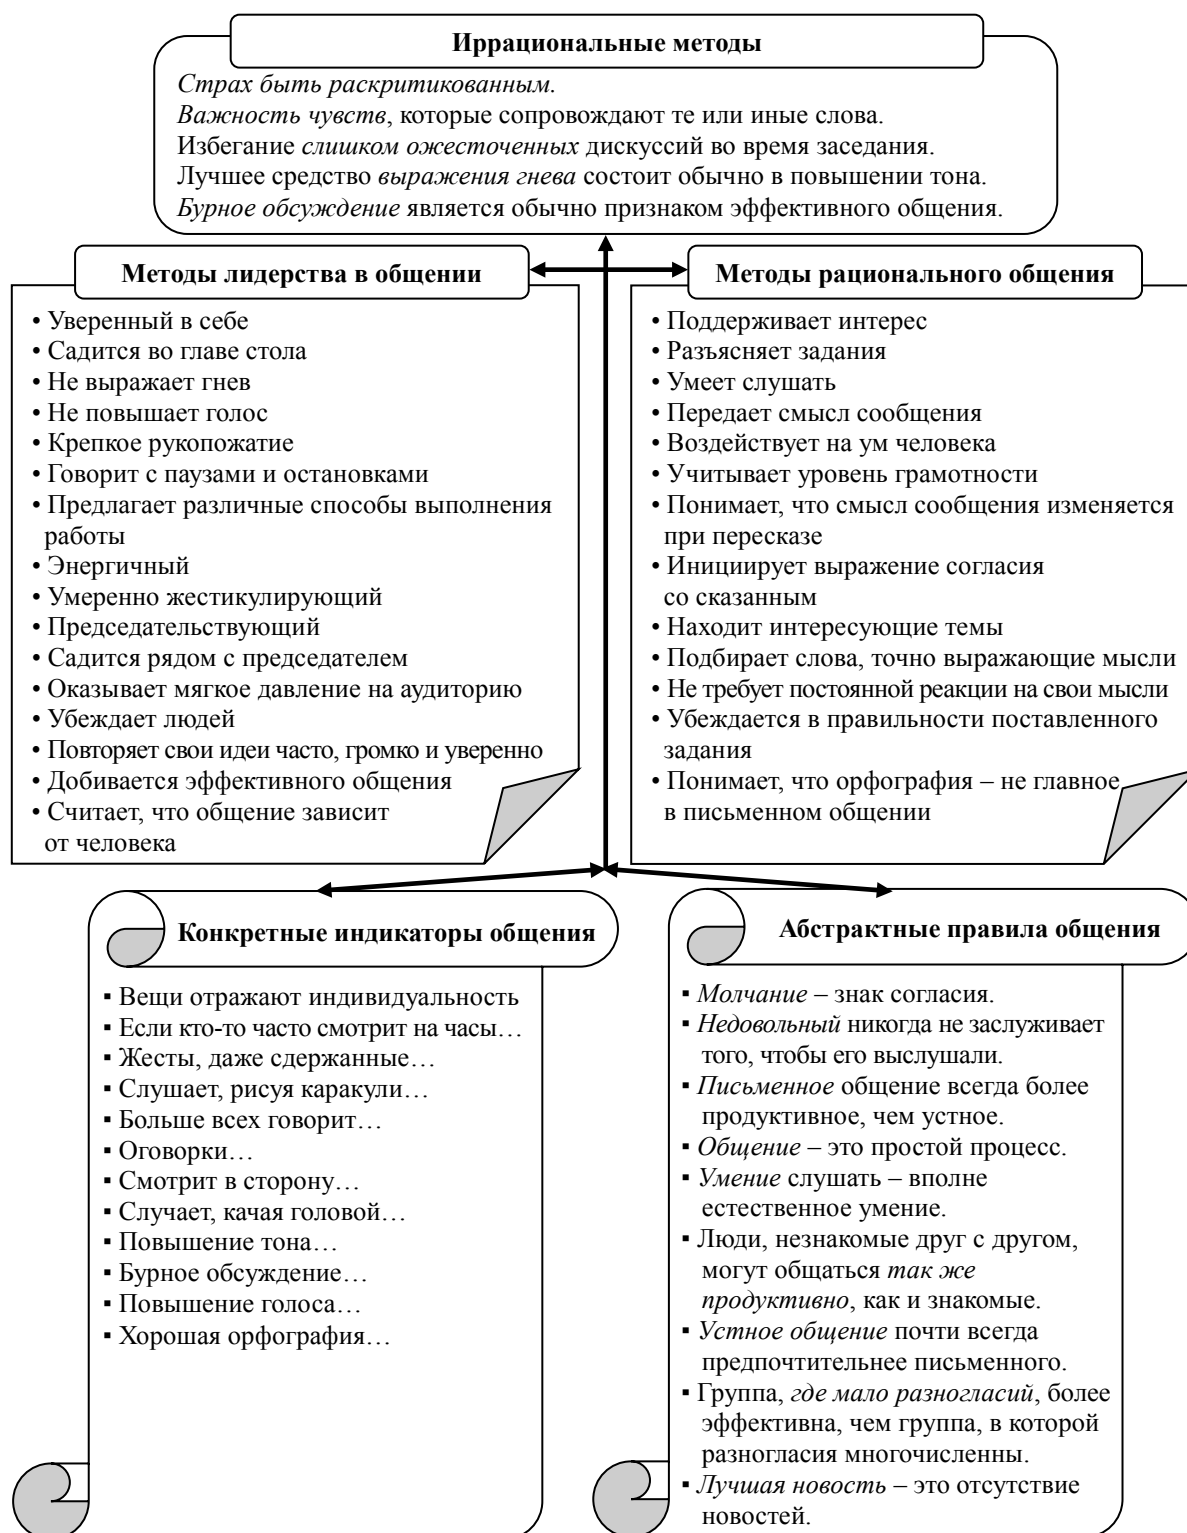 Иррациональные методы
Страх быть раскритикованным.
Важность чувств, которые сопровождают те или иные слова.
Избегание слишком ожесточенных дискуссий во время заседания.
Лучшее средство выражения гнева состоит обычно в повышении тона.
Бурное обсуждение является обычно признаком эффективного общения.
Методы лидерства в общении
• Уверенный в себе
• Садится во главе стола
• Не выражает гнев
• Не повышает голос
• Крепкое рукопожатие
• Говорит с паузами и остановками
• Предлагает различные способы выполнения
работы
• Энергичный
• Умеренно жестикулирующий
• Председательствующий
• Садится рядом с председателем
• Оказывает мягкое давление на аудиторию
• Убеждает людей
• Повторяет свои идеи часто, громко и уверенно
• Добивается эффективного общения
• Считает, что общение зависит
от человека
Методы рационального общения
• Поддерживает интерес
• Разъясняет задания
• Умеет слушать
• Передает смысл сообщения
• Воздействует на ум человека
• Учитывает уровень грамотности
• Понимает, что смысл сообщения изменяется
при пересказе
• Инициирует выражение согласия
со сказанным
• Находит интересующие темы
• Подбирает слова, точно выражающие мысли
• Не требует постоянной реакции на свои мысли
• Убеждается в правильности поставленного
задания
• Понимает, что орфография – не главное
в письменном общении
Конкретные индикаторы общения
▪ Вещи отражают индивидуальность
▪ Если кто-то часто смотрит на часы…
▪ Жесты, даже сдержанные…
▪ Слушает, рисуя каракули…
▪ Больше всех говорит…
▪ Оговорки…
▪ Смотрит в сторону…
▪ Случает, качая головой…
▪ Повышение тона…
▪ Бурное обсуждение…
▪ Повышение голоса…
▪ Хорошая орфография…
Абстрактные правила общения
▪ Молчание – знак согласия.
▪ Недовольный никогда не заслуживает
того, чтобы его выслушали.
▪ Письменное общение всегда более
продуктивное, чем устное.
▪ Общение – это простой процесс.
▪ Умение слушать – вполне
естественное умение.
▪ Люди, незнакомые друг с другом,
могут общаться так же
продуктивно, как и знакомые.
▪ Устное общение почти всегда
предпочтительнее письменного.
▪ Группа, где мало разногласий, более
эффективна, чем группа, в которой
разногласия многочисленны.
▪ Лучшая новость – это отсутствие
новостей.